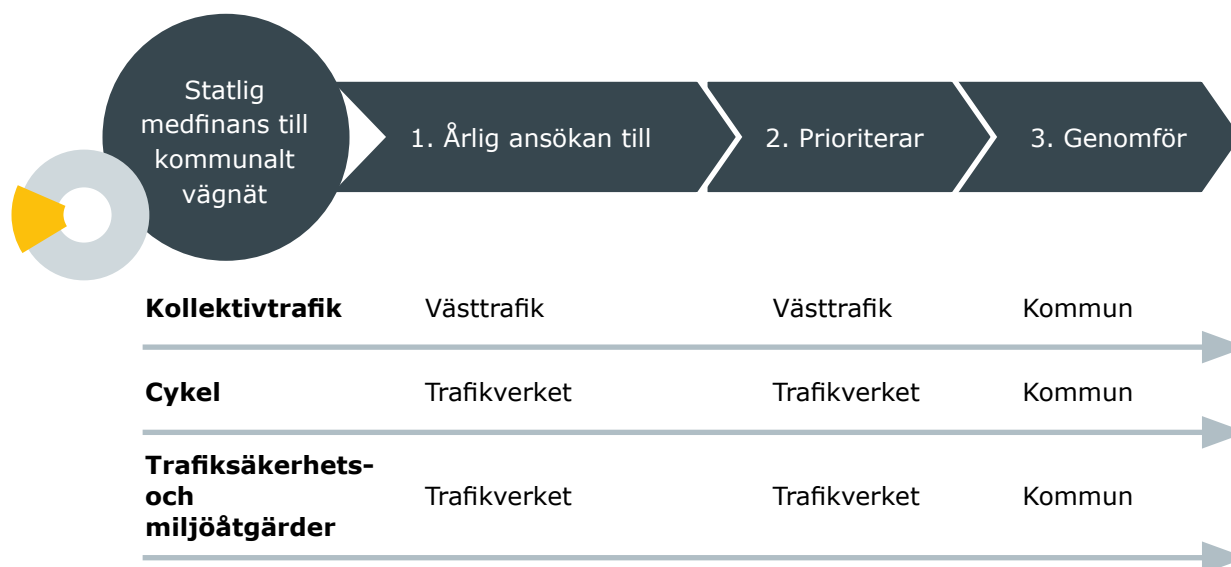 Statlig
medfinans till
kommunalt
vägnät
1. Årlig ansökan till
2. Prioriterar
3. Genomför
Kollektivtrafik Västtrafik Västtrafik Kommun
Cykel Trafikverket Trafikverket Kommun
Trafiksäkerhets-
och
miljöåtgärder
Trafikverket Trafikverket Kommun